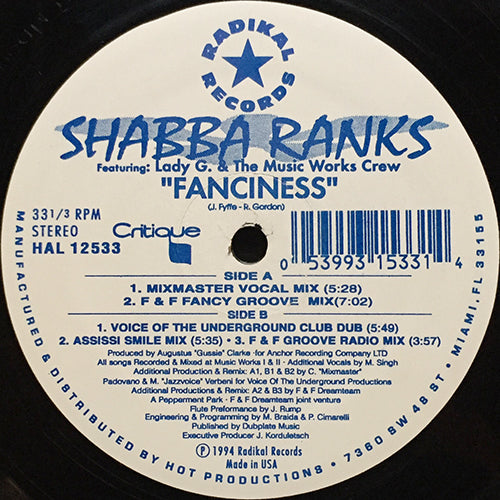 RADIKAL
RECORDS
SHABBA RANKS
Featuring: Lady G. & The Music Works Crew
"FANCINESS"
(J. Fyffe - R. Gordon)
33 1/3 RPM
STEREO
HAL 12533
Critique
0 53993 15331 4
SIDE A
1. MIXMASTER VOCAL MIX (5:28)
2. F & F FANCY GROOVE MIX(7:02)
SIDE B
1. VOICE OF THE UNDERGROUND CLUB DUB (5:49)
2. ASSISSI SMILE MIX (5:35) • 3. F & F GROOVE RADIO MIX (3:57)
Produced by Augustus "Gussie" Clarke for Anchor Recording Company LTD
All songs Recorded & Mixed at Music Works I & II - Additional Vocals by M. Singh
Additional Production & Remix: A1, B1 & B2 by C. "Mixmaster"
Padovano & M. "Jazzvoice" Verbeni for Voice Of The Underground Productions
Additional Productions & Remix: A2 & B3 by F & F Dreamteam
A Pepperment Park - F & F Dreamteam joint venture
Flute Preformance by J. Rump
Engineering & Programming by M. Braida & P. Cimarelli
Published by Dubplate Music
Executive Producer J. Korduletsch
Ⓟ 1994 Radikal Records
Made in USA
MANUFACTURED & DISTRIBUTED BY HOT PRODUCTIONS • 7360 SW 48 ST • MIAMI, FL 33155